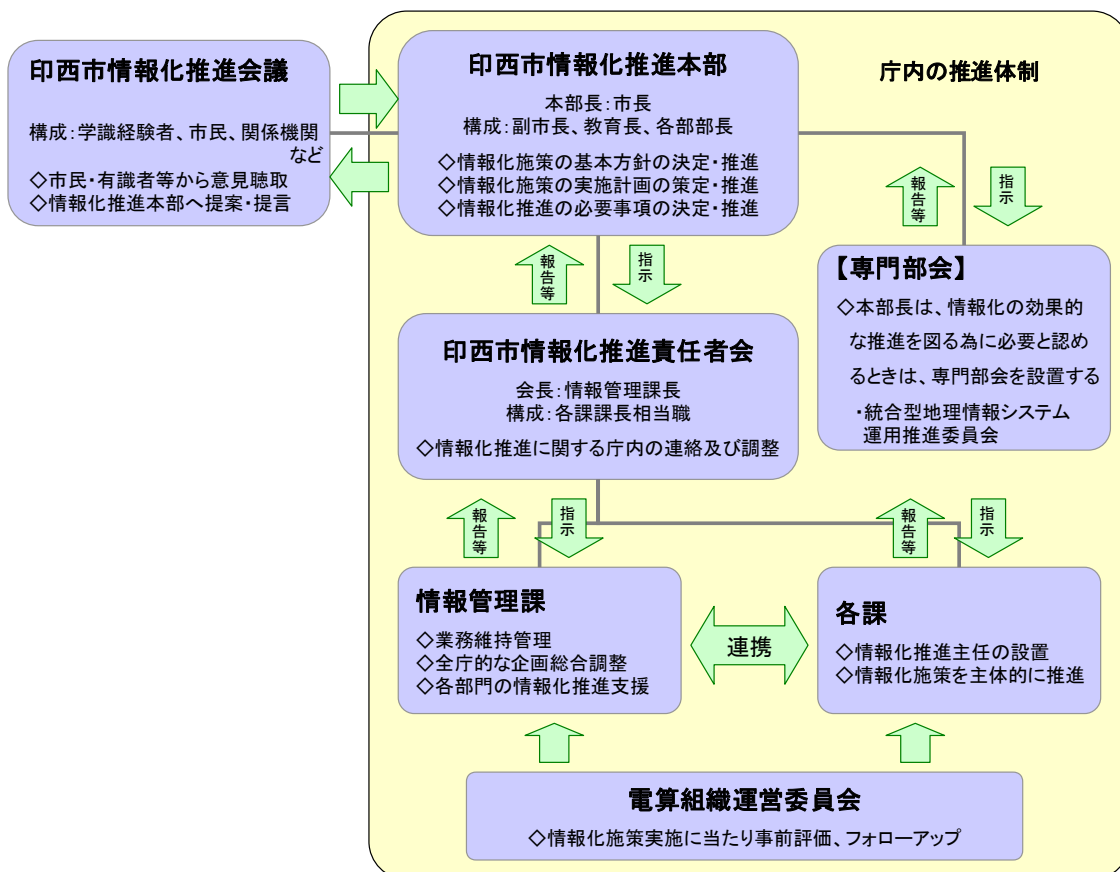 印西市情報化推進会議
構成:学識経験者、市民、関係機関
など
◇市民・有識者等から意見聴取
◇情報化推進本部へ提案・提言
印西市情報化推進本部
本部長:市長
構成:副市長、教育長、各部部長
◇情報化施策の基本方針の決定・推進
◇情報化施策の実施計画の策定・推進
◇情報化推進の必要事項の決定・推進
庁内の推進体制
報告等
指示
報告等
指示
【専門部会】
◇本部長は、情報化の効果的
な推進を図る為に必要と認め
るときは、専門部会を設置する
・統合型地理情報システム
運用推進委員会
印西市情報化推進責任者会
会長:情報管理課長
構成:各課課長相当職
◇情報化推進に関する庁内の連絡及び調整
報告等
指示
報告等
指示
情報管理課
◇業務維持管理
◇全庁的な企画総合調整
◇各部門の情報化推進支援
連携
各課
◇情報化推進主任の設置
◇情報化施策を主体的に推進
電算組織運営委員会
◇情報化施策実施に当たり事前評価、フォローアップ